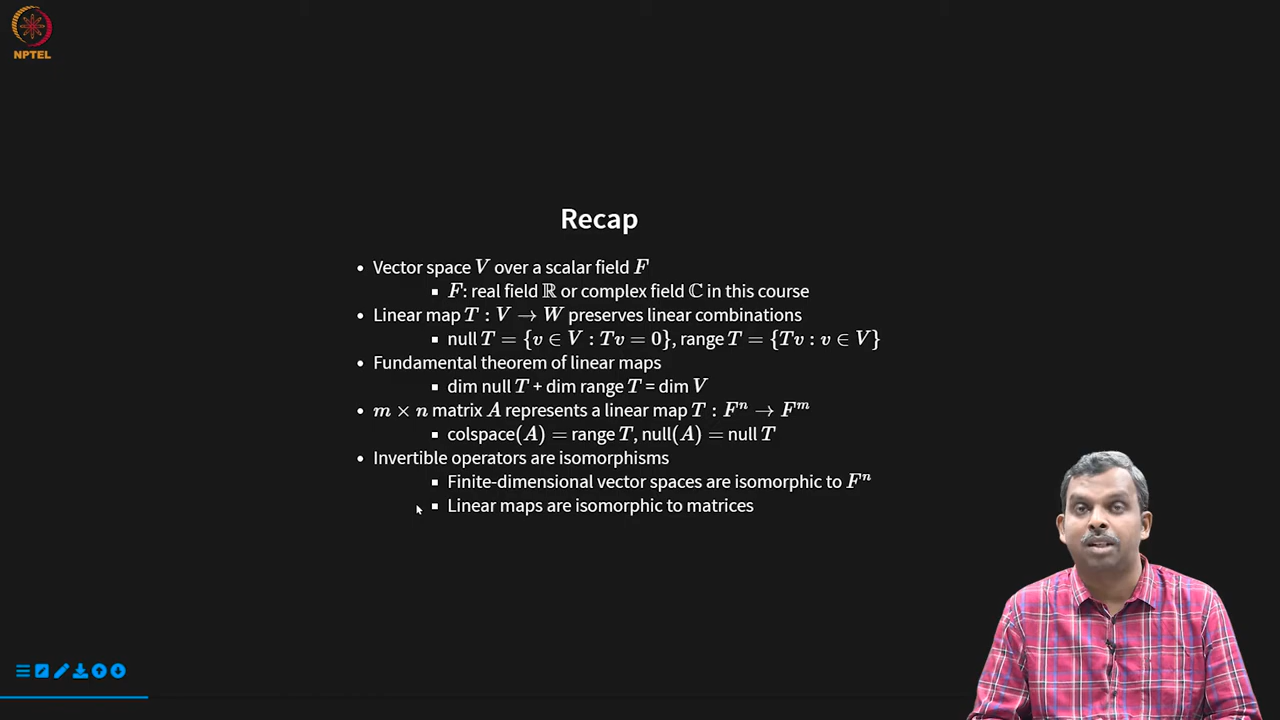 NPTEL
Recap
• Vector space V over a scalar field F
▪ F: real field ℝ or complex field ℂ in this course
• Linear map T : V → W preserves linear combinations
▪ null T = {v ∈ V : Tv = 0}, range T = {Tv : v ∈ V}
• Fundamental theorem of linear maps
▪ dim null T + dim range T = dim V
• m × n matrix A represents a linear map T : Fⁿ → Fᵐ
▪ colspace(A) = range T, null(A) = null T
• Invertible operators are isomorphisms
▪ Finite-dimensional vector spaces are isomorphic to Fⁿ
▪ Linear maps are isomorphic to matrices